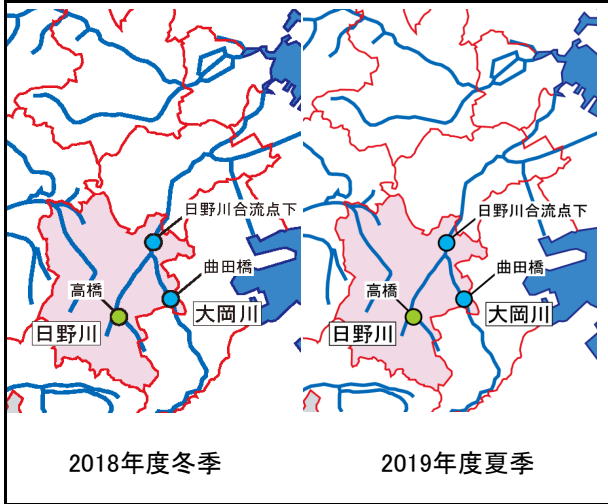 日野川合流点下
曲田橋
高橋
大岡川
日野川
2018年度冬季
日野川合流点下
曲田橋
高橋
大岡川
日野川
2019年度夏季